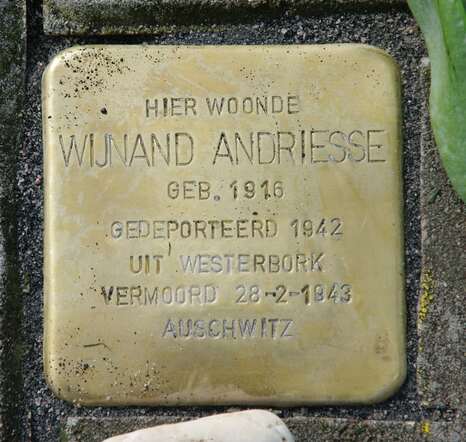 HIER WOONDE
WIJNAND ANDRIESSE
GEB. 1916
GEDEPORTEERD 1942
UIT WESTERBORK
VERMOORD 28-2-1943
AUSCHWITZ